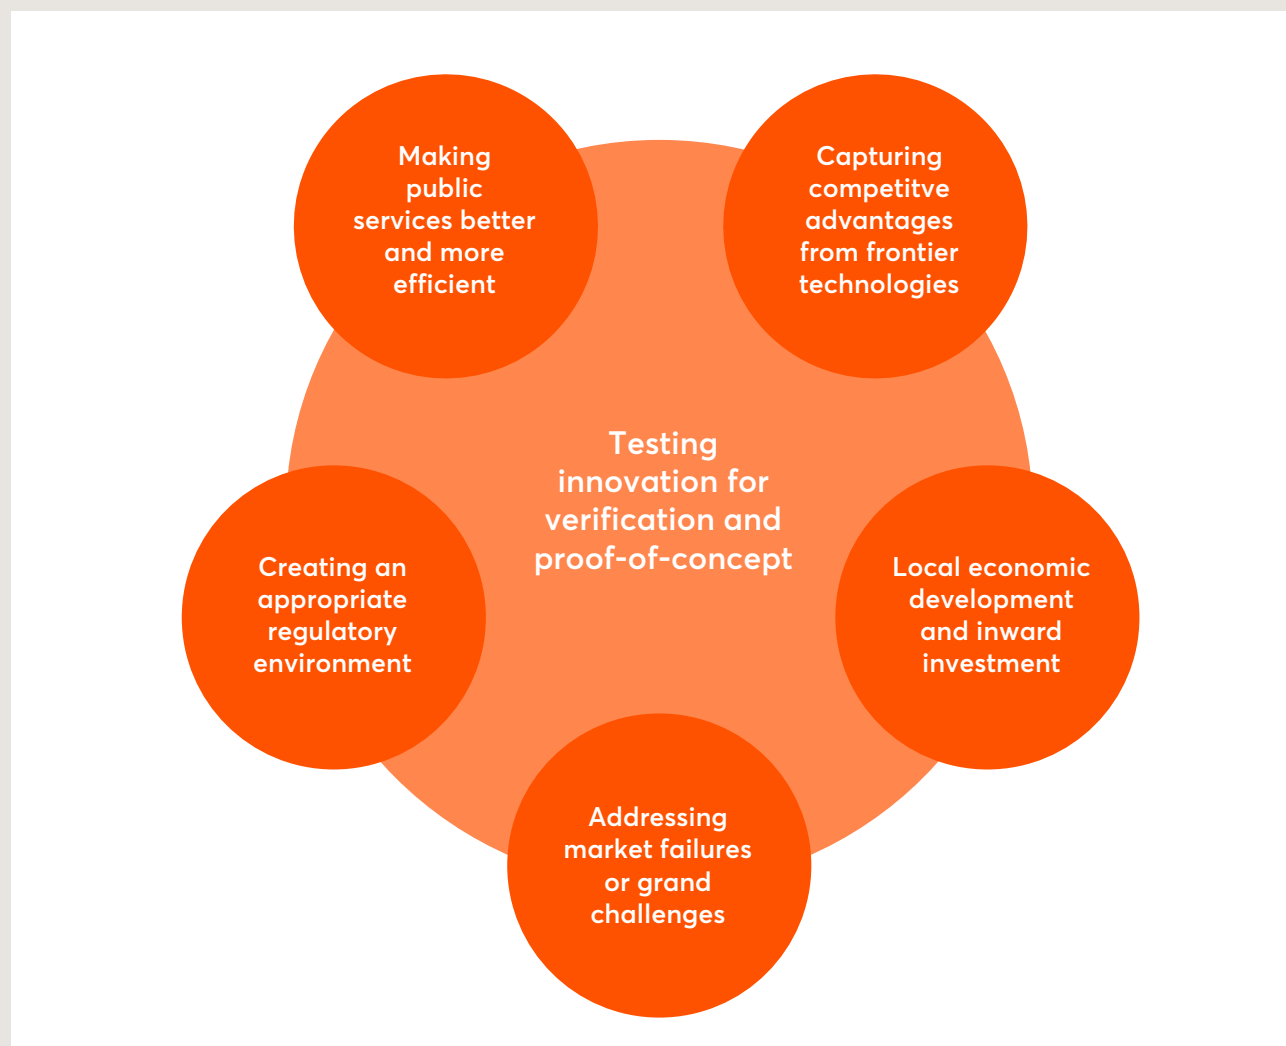 Making
public
services better
and more
efficient
Capturing
competitve
advantages
from frontier
technologies
Testing
innovation for
verification and
proof-of-concept
Creating an
appropriate
regulatory
environment
Local economic
development
and inward
investment
Addressing
market failures
or grand
challenges